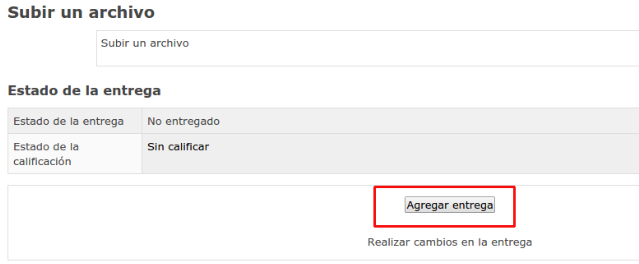 Subir un archivo
Subir un archivo
Estado de la entrega
Estado de la entrega No entregado
Estado de la Sin calificar
calificación
Agregar entrega
Realizar cambios en la entrega